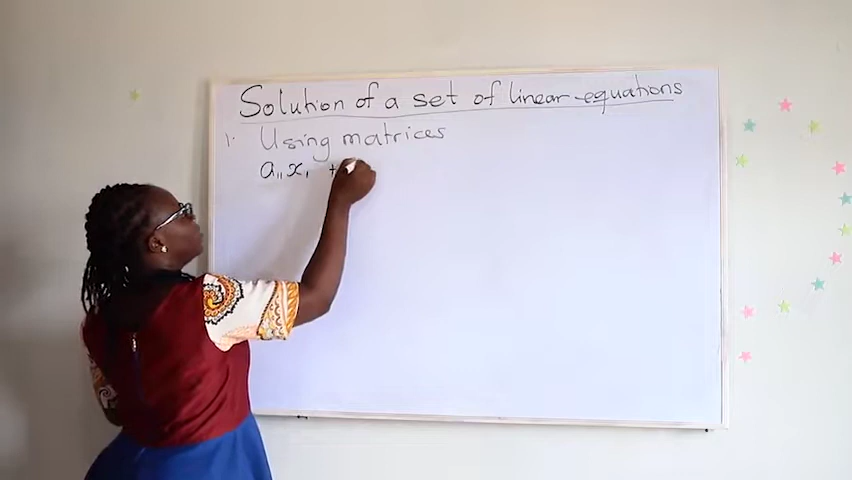 Solution of a set of linear equations
1. Using matrices
a₁₁x₁ +